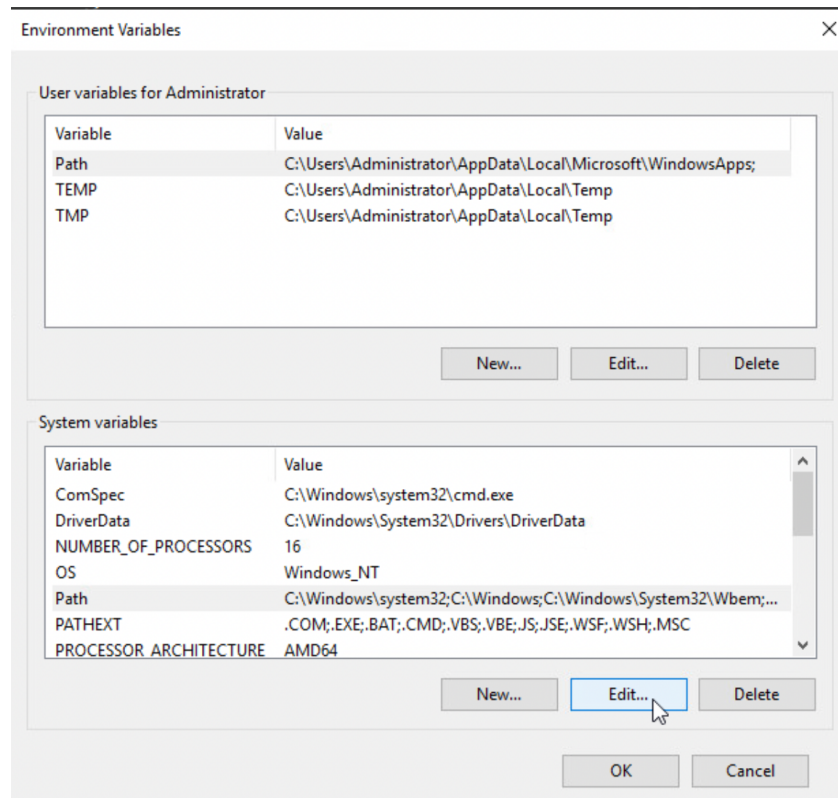 Environment Variables
User variables for Administrator
Variable Value
Path C:\Users\Administrator\AppData\Local\Microsoft\WindowsApps;
TEMP C:\Users\Administrator\AppData\Local\Temp
TMP C:\Users\Administrator\AppData\Local\Temp
New... Edit... Delete
System variables
Variable Value
ComSpec C:\Windows\system32\cmd.exe
DriverData C:\Windows\System32\Drivers\DriverData
NUMBER_OF_PROCESSORS 16
OS Windows_NT
Path C:\Windows\system32;C:\Windows;C:\Windows\System32\Wbem;...
PATHEXT .COM;.EXE;.BAT;.CMD;.VBS;.VBE;.JS;.JSE;.WSF;.WSH;.MSC
PROCESSOR_ARCHITECTURE AMD64
New... Edit... Delete
OK Cancel